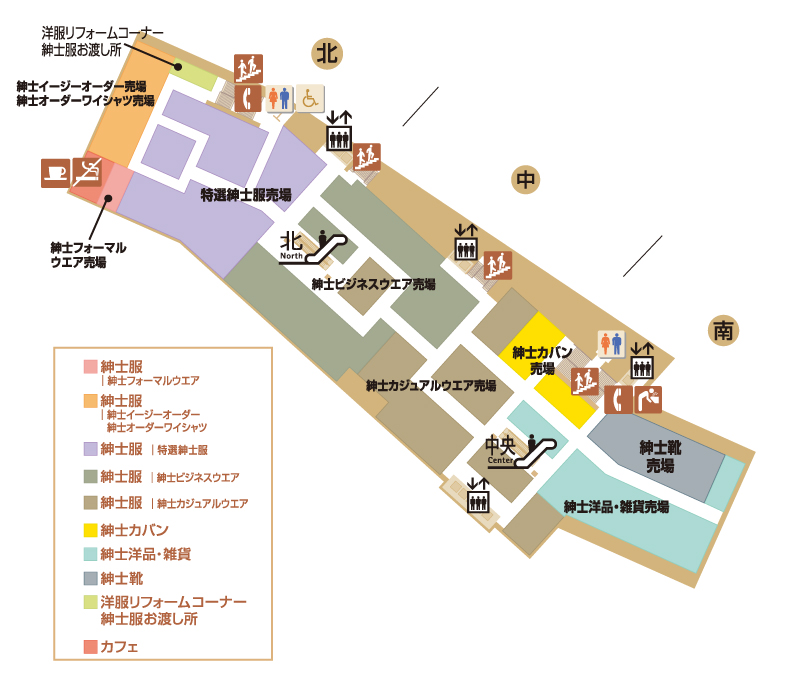 洋服リフォームコーナー
紳士服お渡し所
北
紳士イージーオーダー売場
紳士オーダーワイシャツ売場
中
特選紳士服売場
紳士フォーマル
ウエア売場
北
North
紳士ビジネスウエア売場
南
紳士カバン
売場
紳士カジュアルウエア売場
中央
Center
紳士靴
売場
紳士洋品・雑貨売場
紳士服
|紳士フォーマルウエア
紳士服
|紳士イージーオーダー
紳士オーダーワイシャツ
紳士服 |特選紳士服
紳士服 |紳士ビジネスウエア
紳士服 |紳士カジュアルウエア
紳士カバン
紳士洋品・雑貨
紳士靴
洋服リフォームコーナー
紳士服お渡し所
カフェ